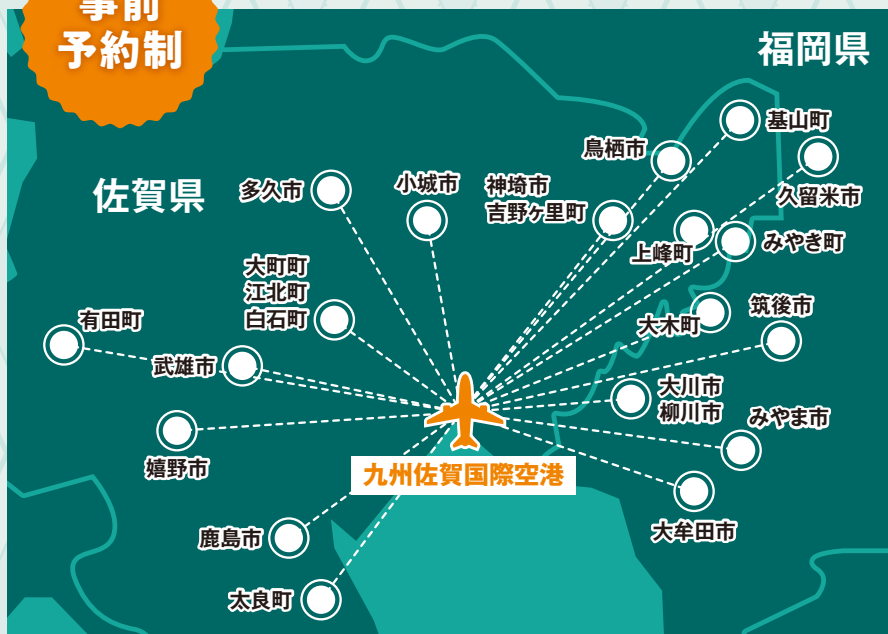 事前
予約制
福岡県
佐賀県
基山町
鳥栖市
久留米市
多久市
小城市
神埼市
吉野ヶ里町
上峰町
みやき町
大町町
江北町
白石町
大木町
筑後市
有田町
武雄市
大川市
柳川市
みやま市
嬉野市
九州佐賀国際空港
大牟田市
鹿島市
太良町